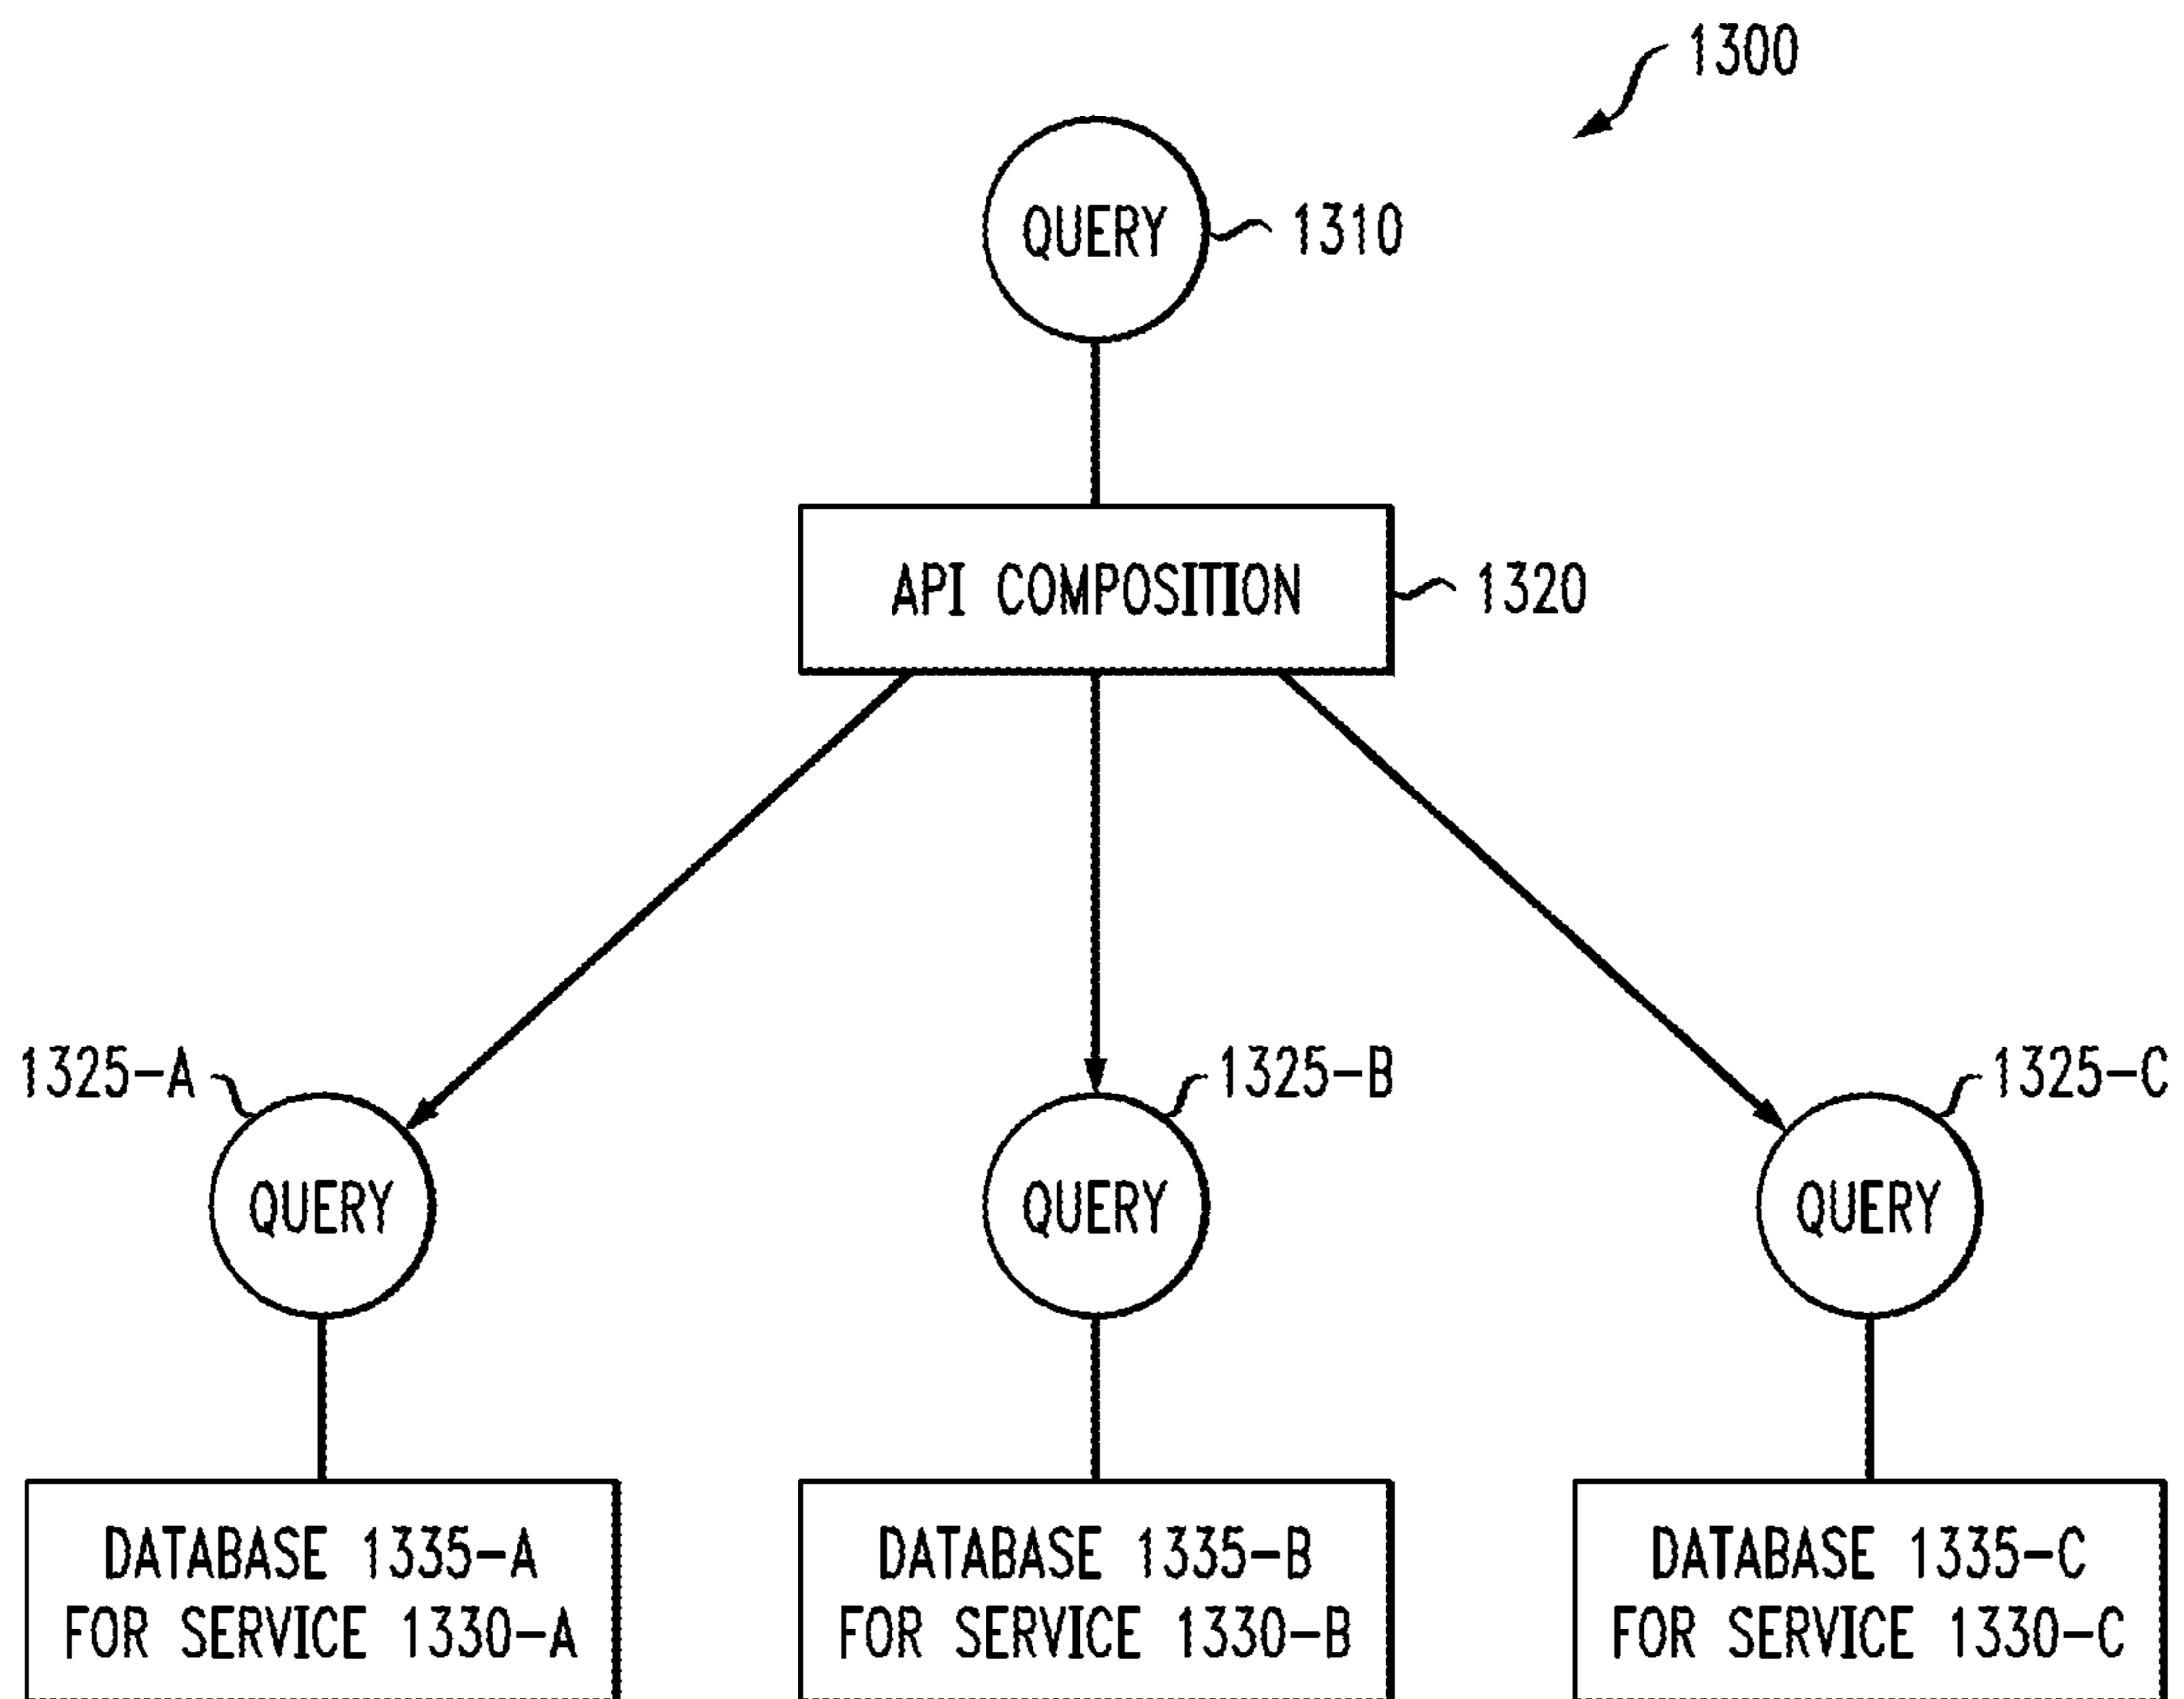 1300
QUERY
1310
API COMPOSITION
1320
1325-A
1325-B
1325-C
QUERY
QUERY
QUERY
DATABASE 1335-A
FOR SERVICE 1330-A
DATABASE 1335-B
FOR SERVICE 1330-B
DATABASE 1335-C
FOR SERVICE 1330-C